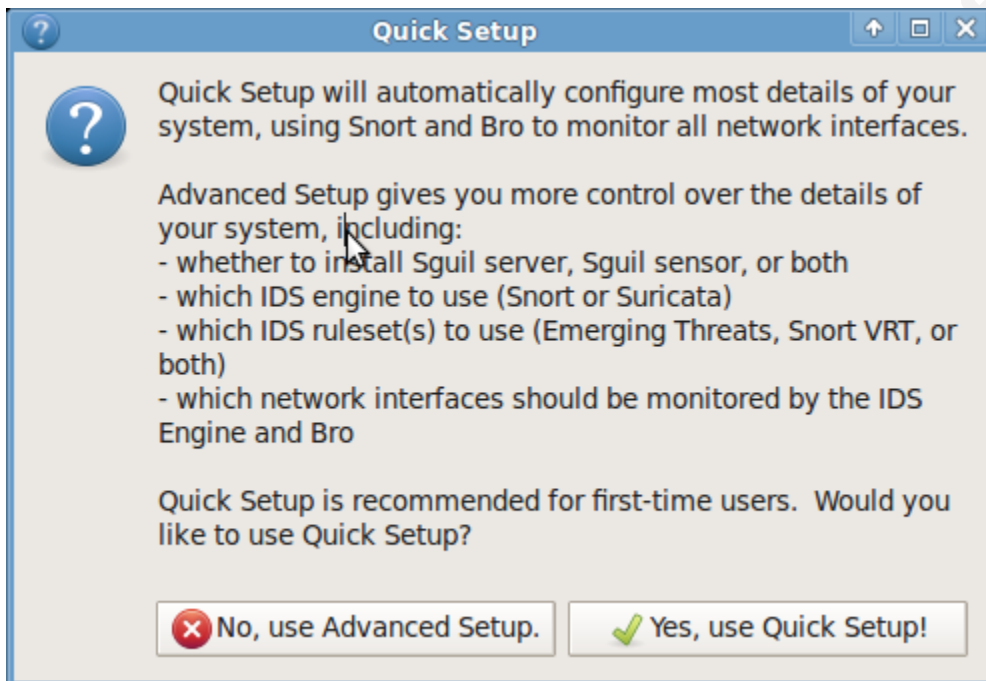 Quick Setup
Quick Setup will automatically configure most details of your
system, using Snort and Bro to monitor all network interfaces.
Advanced Setup gives you more control over the details of
your system, including:
- whether to install Sguil server, Sguil sensor, or both
- which IDS engine to use (Snort or Suricata)
- which IDS ruleset(s) to use (Emerging Threats, Snort VRT, or
both)
- which network interfaces should be monitored by the IDS
Engine and Bro
Quick Setup is recommended for first-time users. Would you
like to use Quick Setup?
No, use Advanced Setup.
Yes, use Quick Setup!